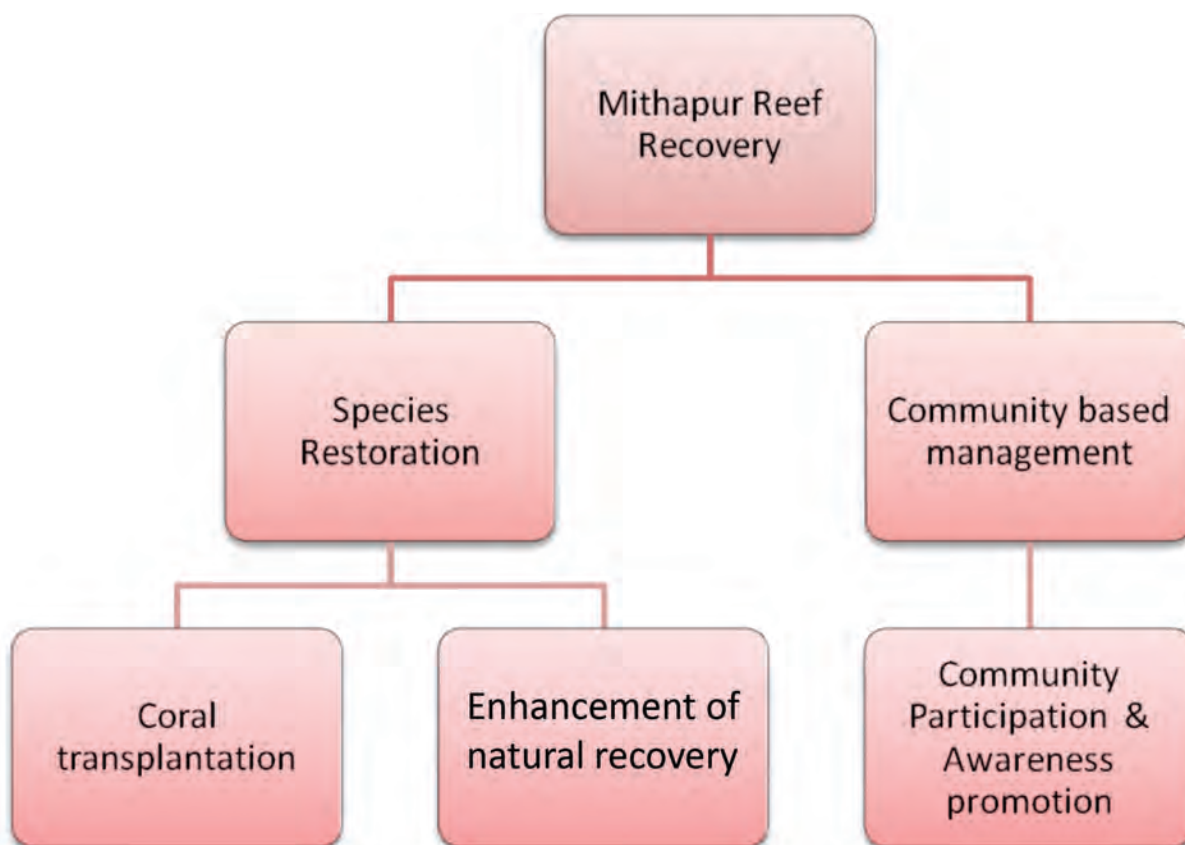 Mithapur Reef
Recovery
Species
Restoration
Community based
management
Coral
transplantation
Enhancement of
natural recovery
Community
Participation &
Awareness
promotion